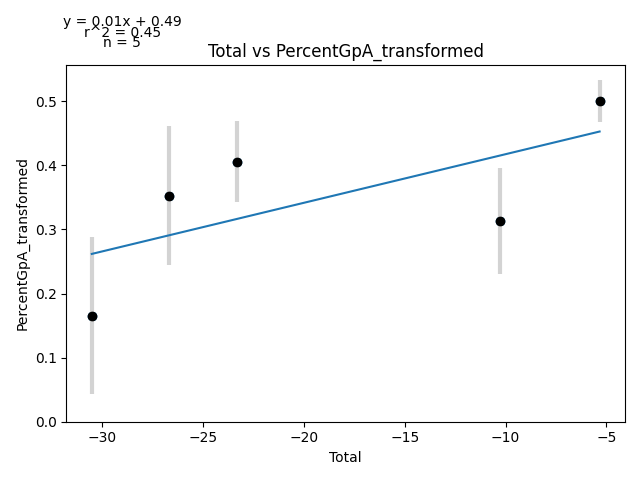 y = 0.01x + 0.49
r^2 = 0.45
n = 5
Total vs PercentGpA_transformed
0.5
0.4
0.3
0.2
0.1
0.0
PercentGpA_transformed
−30
−25
−20
−15
−10
−5
Total